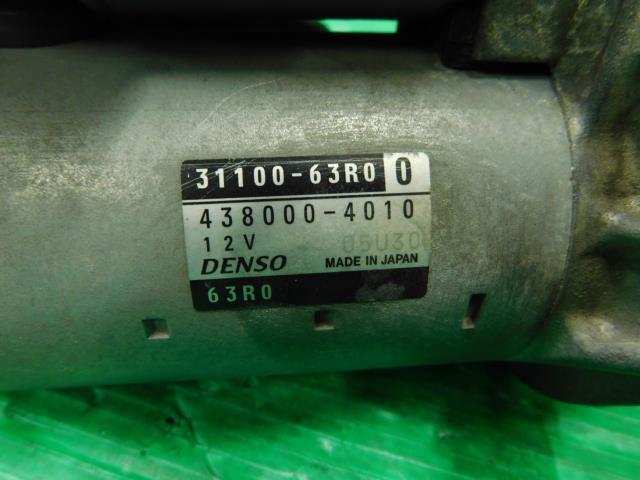 31100-63R0 0
438000-4010
12V 05U30
DENSO MADE IN JAPAN
63R0